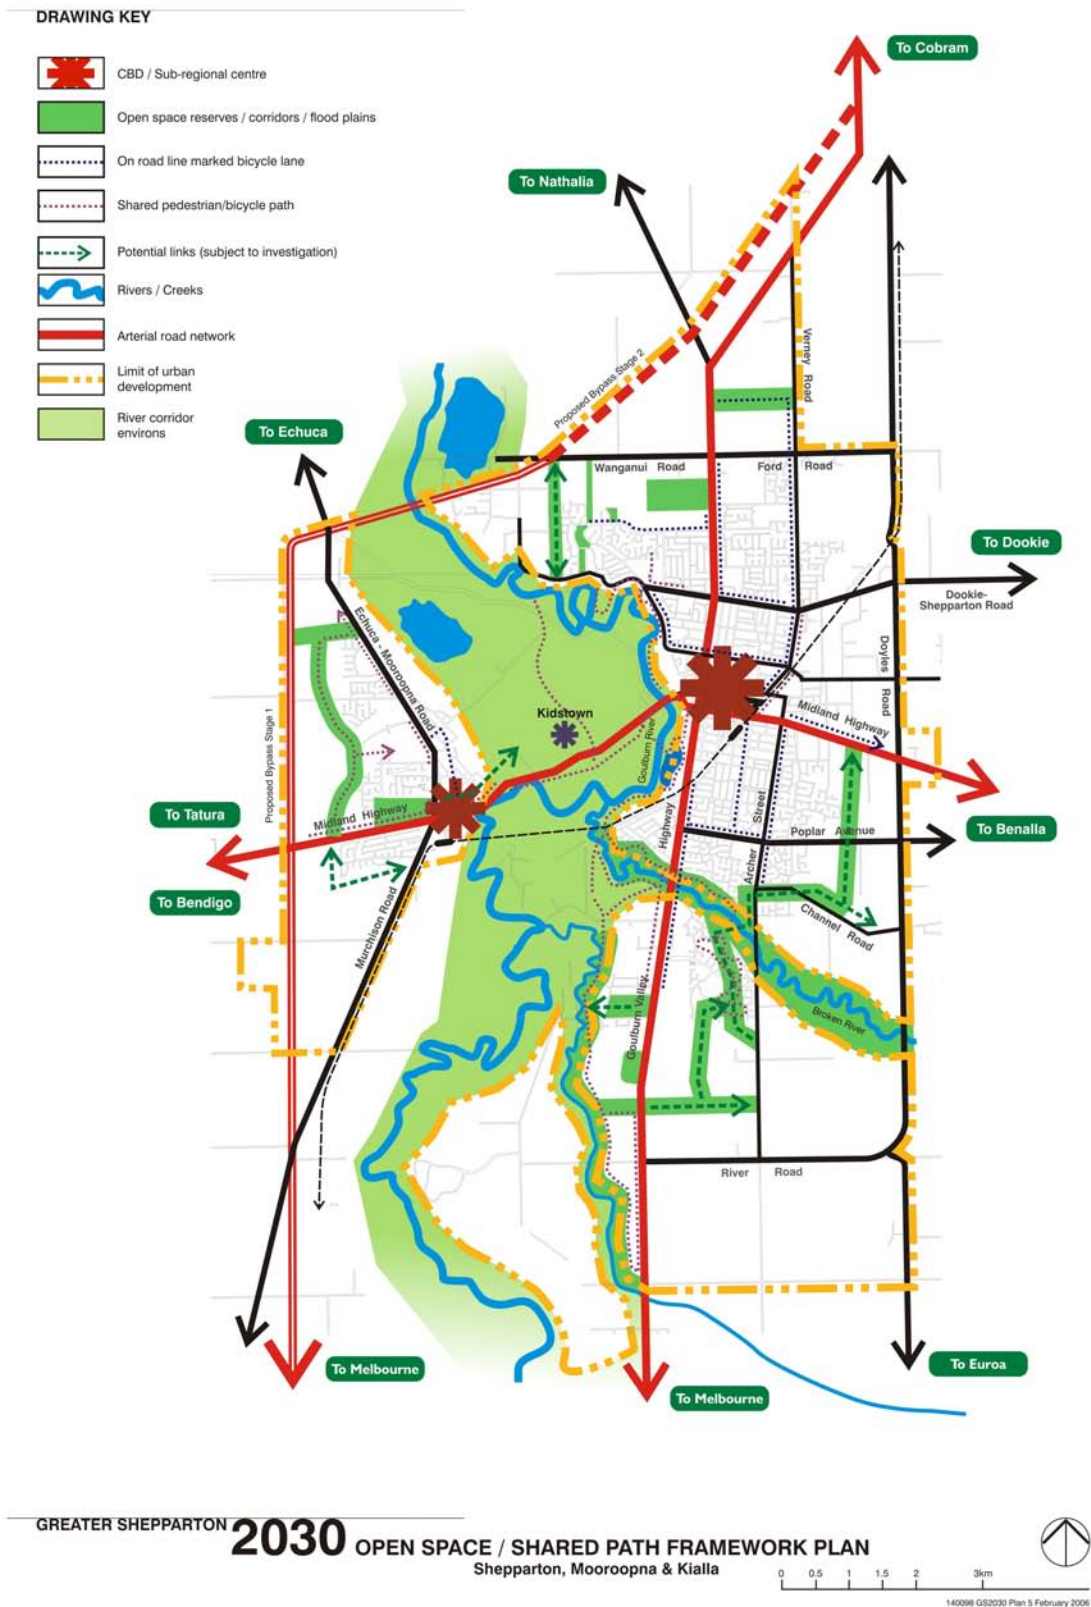 DRAWING KEY
CBD / Sub-regional centre
Open space reserves / corridors / flood plains
On road line marked bicycle lane
Shared pedestrian/bicycle path
Potential links (subject to investigation)
Rivers / Creeks
Arterial road network
Limit of urban
development
River corridor
environs
To Cobram
To Nathalia
Verney Road
Proposed Bypass Stage 2
To Echuca
Wanganui Road
Ford Road
To Dookie
Dookie-
Shepparton Road
Echuca - Mooroopna Road
Doyles Road
Kidstown
Goulburn River
Midland Highway
Proposed Bypass Stage 1
To Tatura
Midland Highway
Highway
Archer Street
Poplar Avenue
To Benalla
To Bendigo
Murchison Road
Channel Road
Goulburn Valley
Broken River
River Road
To Melbourne
To Melbourne
To Euroa
GREATER SHEPPARTON 2030 OPEN SPACE / SHARED PATH FRAMEWORK PLAN
Shepparton, Mooroopna & Kialla
0 0.5 1 1.5 2 3km
140098 GS2030 Plan 5 February 2006